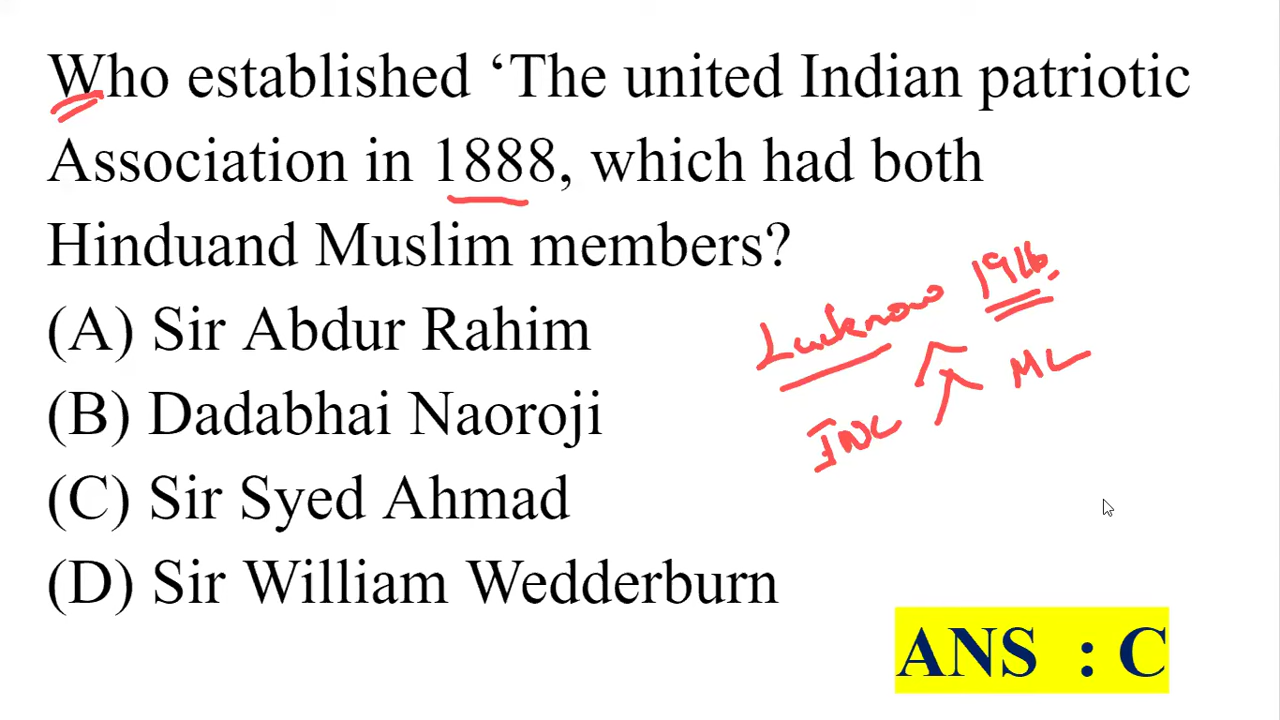 Who established ‘The united Indian patriotic
Association in 1888, which had both
Hinduand Muslim members?
(A) Sir Abdur Rahim
(B) Dadabhai Naoroji
(C) Sir Syed Ahmad
(D) Sir William Wedderburn
Lucknow 1916
INC ML
ANS : C